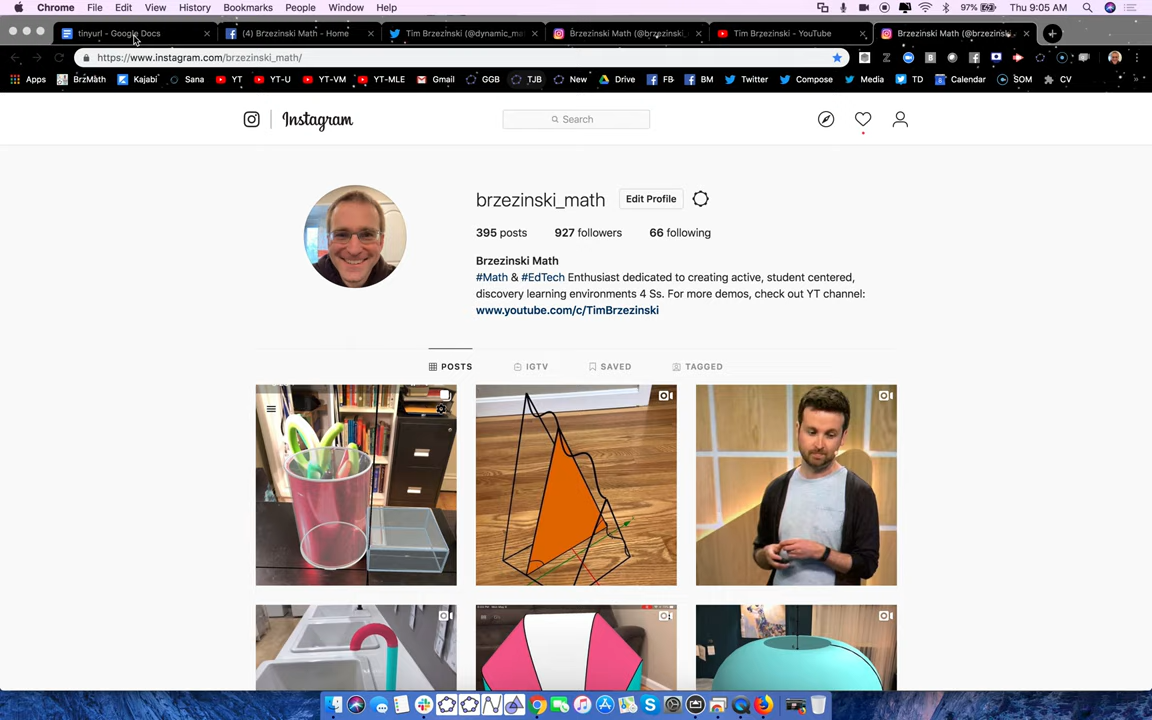 Chrome File Edit View History Bookmarks People Window Help 97% Thu 9:05 AM
tinyurl - Google Docs (4) Brzezinski Math - Home Tim Brzezinski (@dynamic_ma Brzezinski Math (@brzezinski_ Tim Brzezinski - YouTube Brzezinski Math (@brzezinski
https://www.instagram.com/brzezinski_math/
Apps BrzMath Kajabi Sana YT YT-U YT-VM YT-MLE Gmail GGB TJB New Drive FB BM Twitter Compose Media TD Calendar SOM CV
Instagram Search
brzezinski_math Edit Profile
395 posts 927 followers 66 following
Brzezinski Math
#Math & #EdTech Enthusiast dedicated to creating active, student centered,
discovery learning environments 4 Ss. For more demos, check out YT channel:
www.youtube.com/c/TimBrzezinski
POSTS IGTV SAVED TAGGED